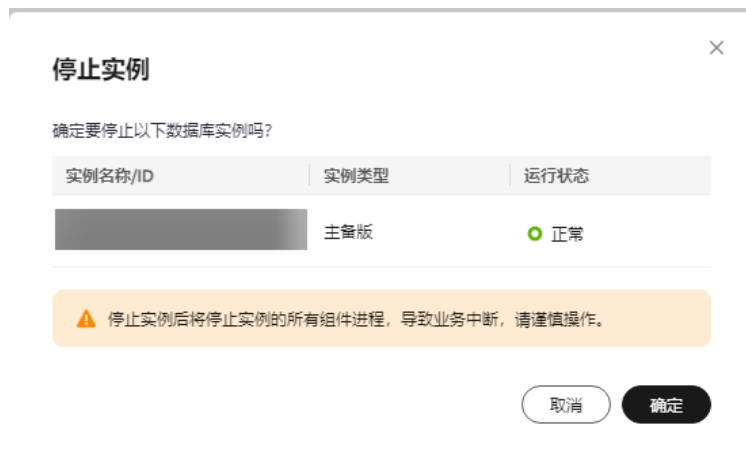 停止实例
确定要停止以下数据库实例吗?
实例名称/ID 实例类型 运行状态
主备版 正常
停止实例后将停止实例的所有组件进程，导致业务中断，请谨慎操作。
取消 确定